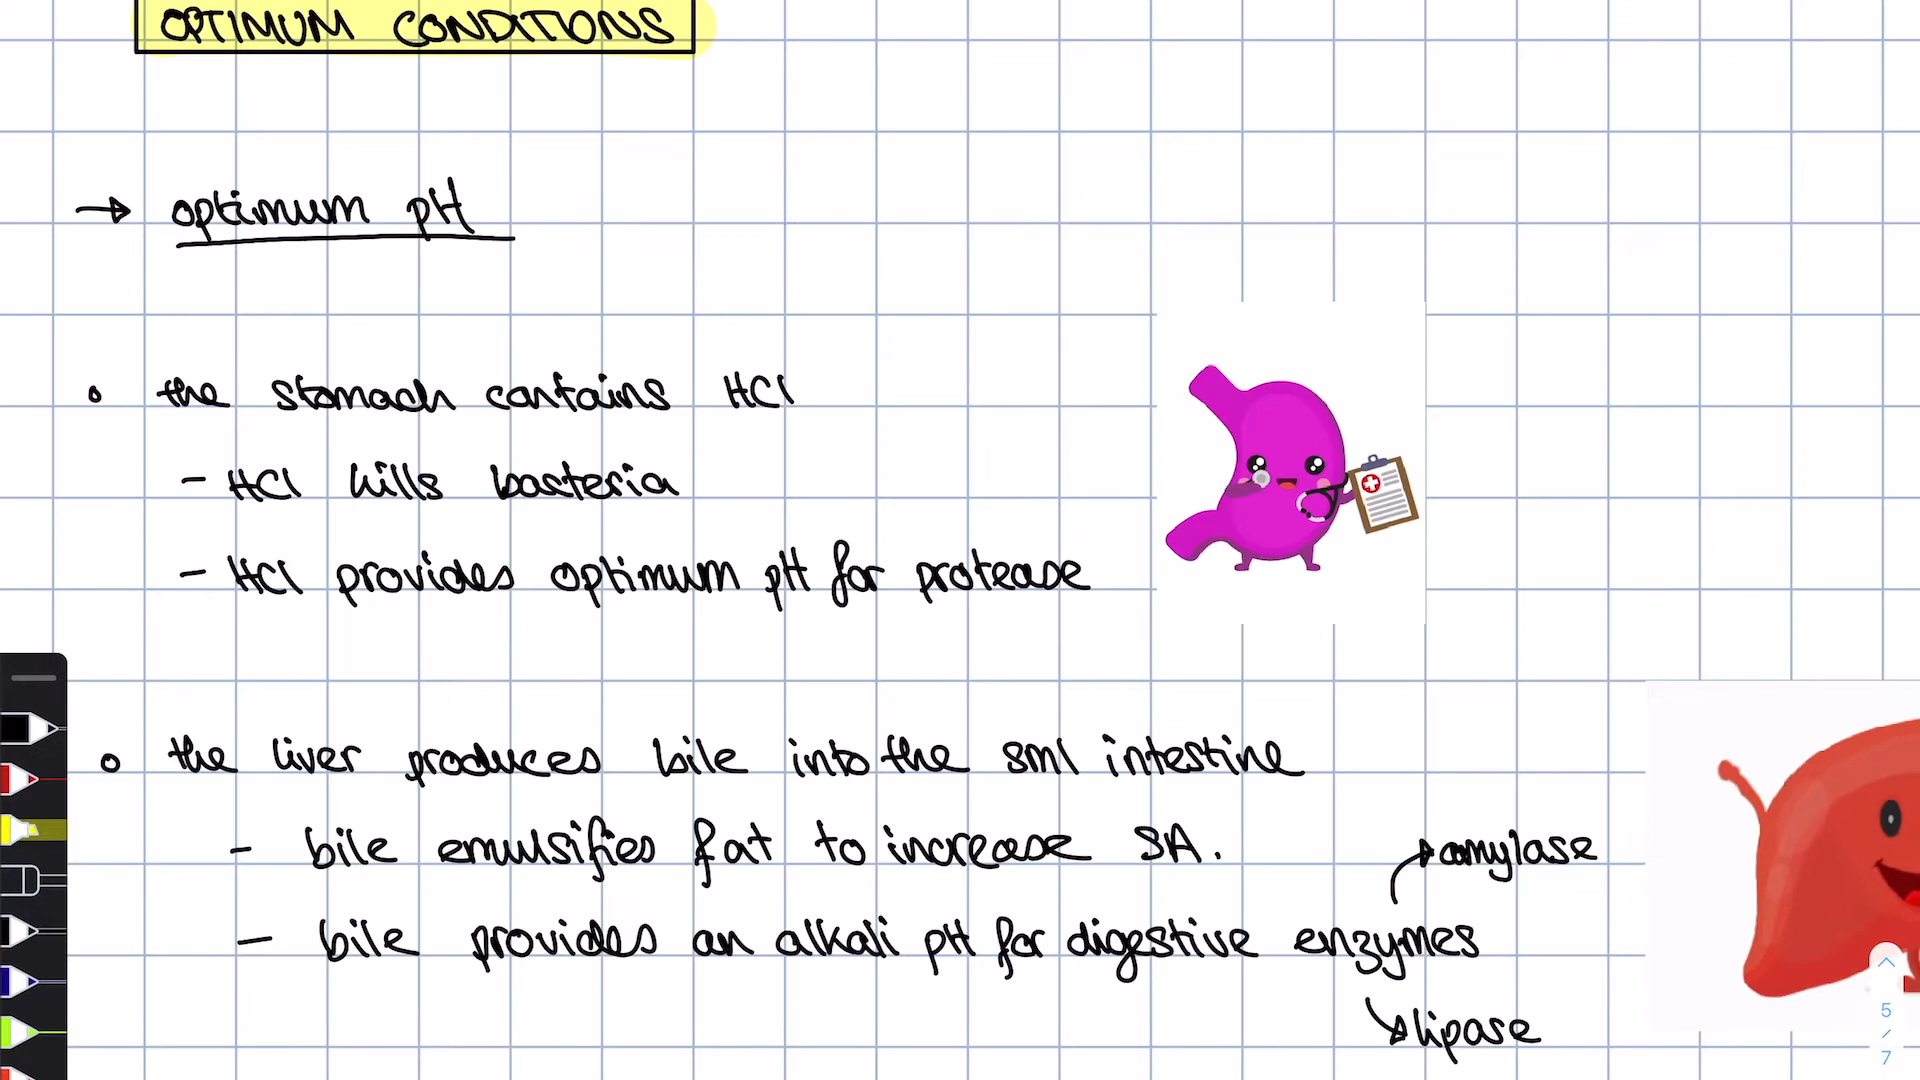 OPTIMUM CONDITIONS
→ optimum pH
• the stomach contains HCl
- HCl kills bacteria
- HCl provides optimum pH for protease
• the liver produces bile into the sml intestine
- bile emulsifies fat to increase SA.
→ amylase
- bile provides an alkali pH for digestive enzymes
→ lipase
5
/
7